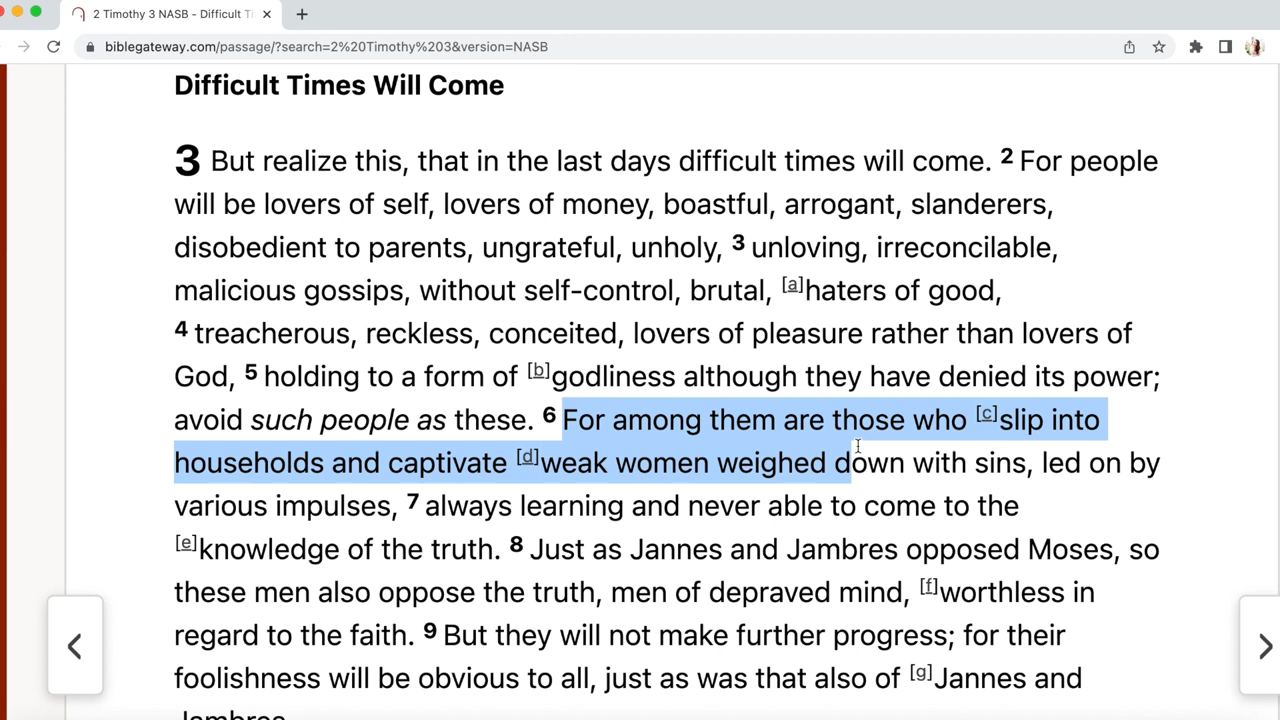 2 Timothy 3 NASB - Difficult Ti
biblegateway.com/passage/?search=2%20Timothy%203&version=NASB
Difficult Times Will Come
3 But realize this, that in the last days difficult times will come. 2 For people
will be lovers of self, lovers of money, boastful, arrogant, slanderers,
disobedient to parents, ungrateful, unholy, 3 unloving, irreconcilable,
malicious gossips, without self-control, brutal, [a]haters of good,
4 treacherous, reckless, conceited, lovers of pleasure rather than lovers of
God, 5 holding to a form of [b]godliness although they have denied its power;
avoid such people as these. 6 For among them are those who [c]slip into
households and captivate [d]weak women weighed down with sins, led on by
various impulses, 7 always learning and never able to come to the
[e]knowledge of the truth. 8 Just as Jannes and Jambres opposed Moses, so
these men also oppose the truth, men of depraved mind, [f]worthless in
regard to the faith. 9 But they will not make further progress; for their
foolishness will be obvious to all, just as was that also of [g]Jannes and
Jambres